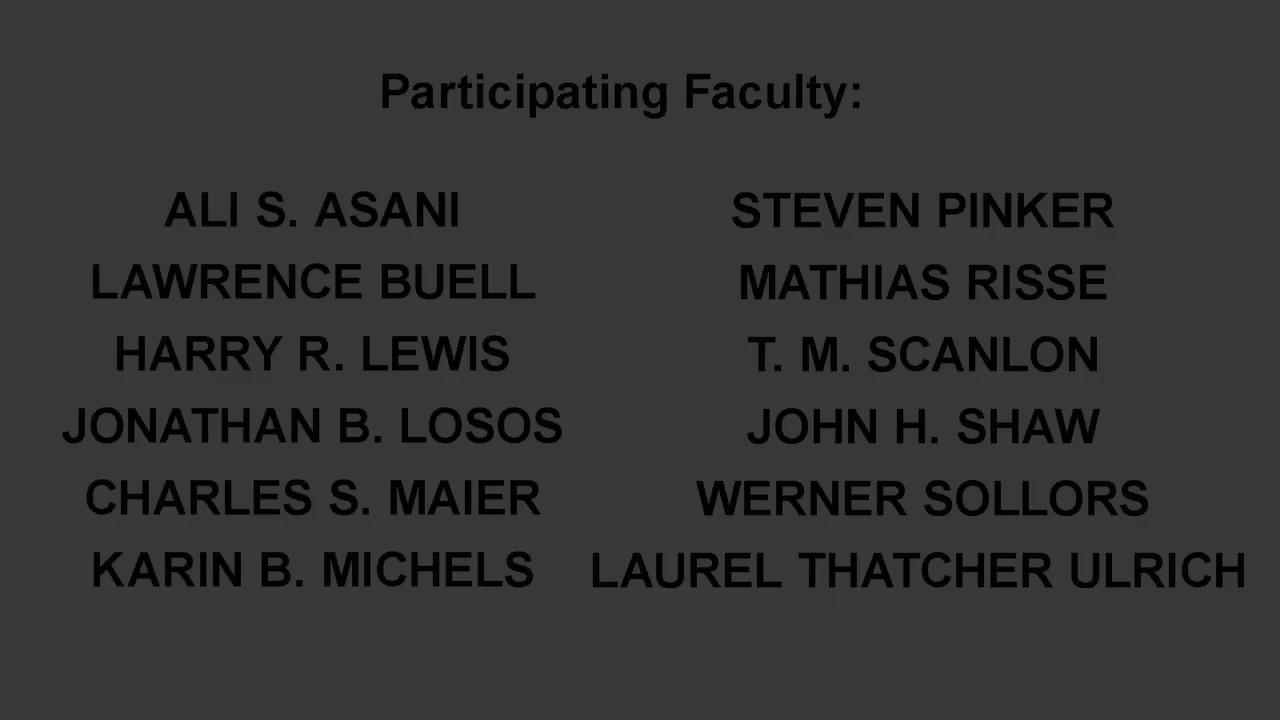 Participating Faculty:
ALI S. ASANI
LAWRENCE BUELL
HARRY R. LEWIS
JONATHAN B. LOSOS
CHARLES S. MAIER
KARIN B. MICHELS
STEVEN PINKER
MATHIAS RISSE
T. M. SCANLON
JOHN H. SHAW
WERNER SOLLORS
LAUREL THATCHER ULRICH